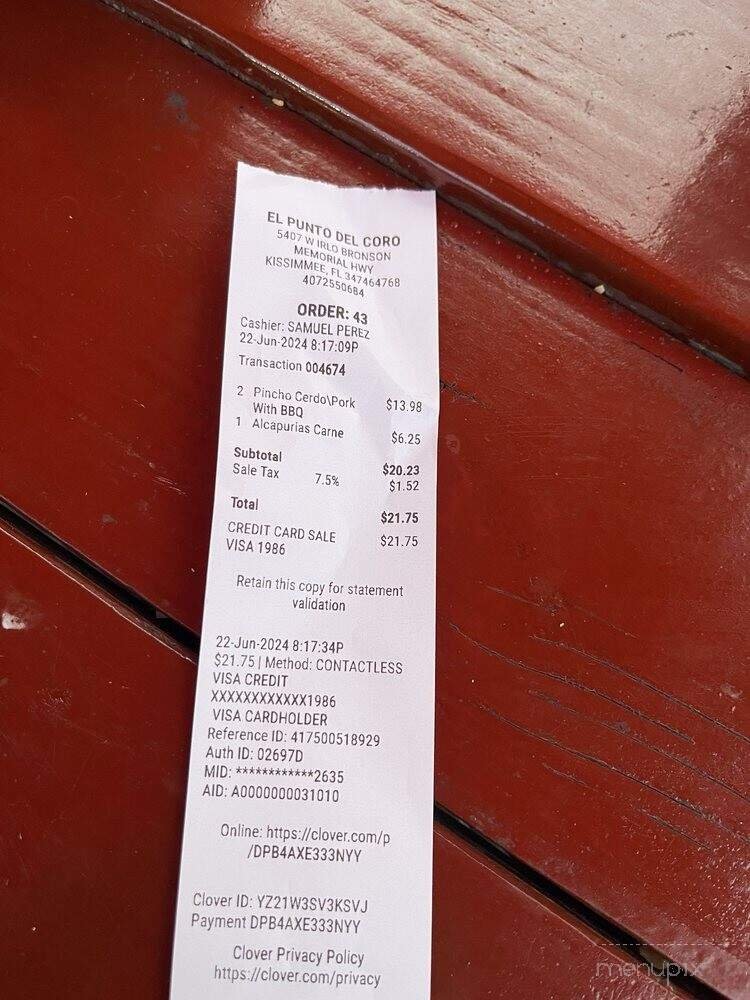 EL PUNTO DEL CORO
5407 W IRLO BRONSON
MEMORIAL HWY
KISSIMMEE, FL 347464768
4072550684
ORDER: 43
Cashier: SAMUEL PEREZ
22-Jun-2024 8:17:09P
Transaction 004674
2 Pincho Cerdo\Pork $13.98
With BBQ
1 Alcapurias Carne $6.25
Subtotal $20.23
Sale Tax 7.5% $1.52
Total $21.75
CREDIT CARD SALE $21.75
VISA 1986
Retain this copy for statement
validation
22-Jun-2024 8:17:34P
$21.75 | Method: CONTACTLESS
VISA CREDIT
XXXXXXXXXXXX1986
VISA CARDHOLDER
Reference ID: 417500518929
Auth ID: 02697D
MID: ************2635
AID: A0000000031010
Online: https://clover.com/p
/DPB4AXE333NYY
Clover ID: YZ21W3SV3KSVJ
Payment DPB4AXE333NYY
Clover Privacy Policy
https://clover.com/privacy
menupix